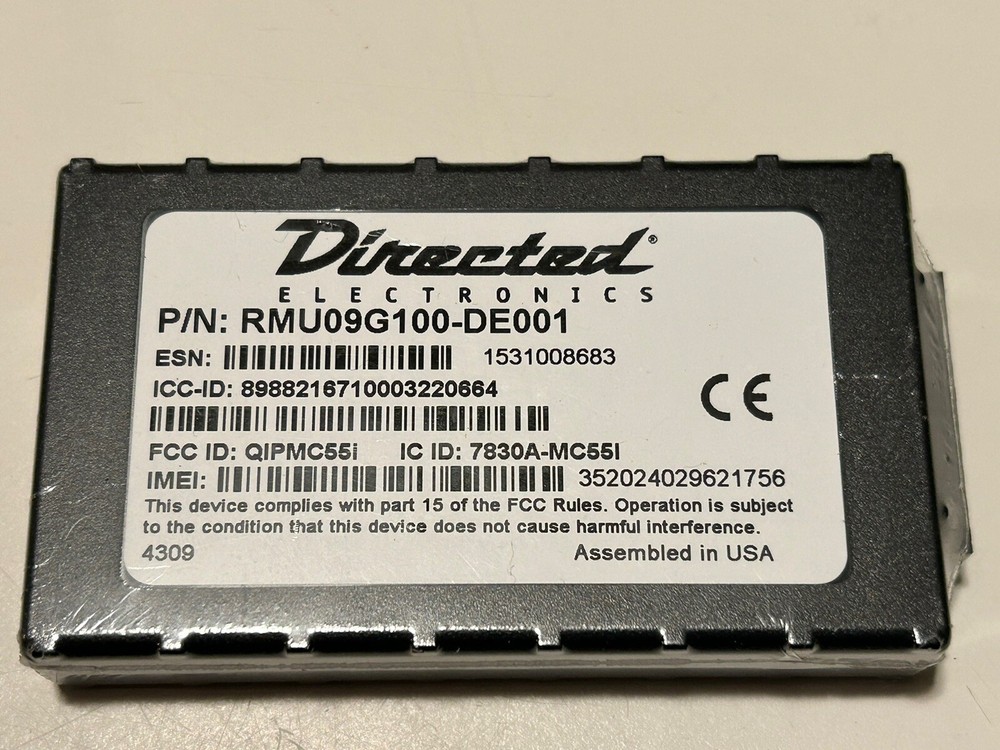 Directed®
ELECTRONICS
P/N: RMU09G100-DE001
ESN: 1531008683
ICC-ID: 8988216710003220664
FCC ID: QIPMC55i IC ID: 7830A-MC55I
IMEI: 352024029621756
This device complies with part 15 of the FCC Rules. Operation is subject
to the condition that this device does not cause harmful interference.
4309 Assembled in USA
CE